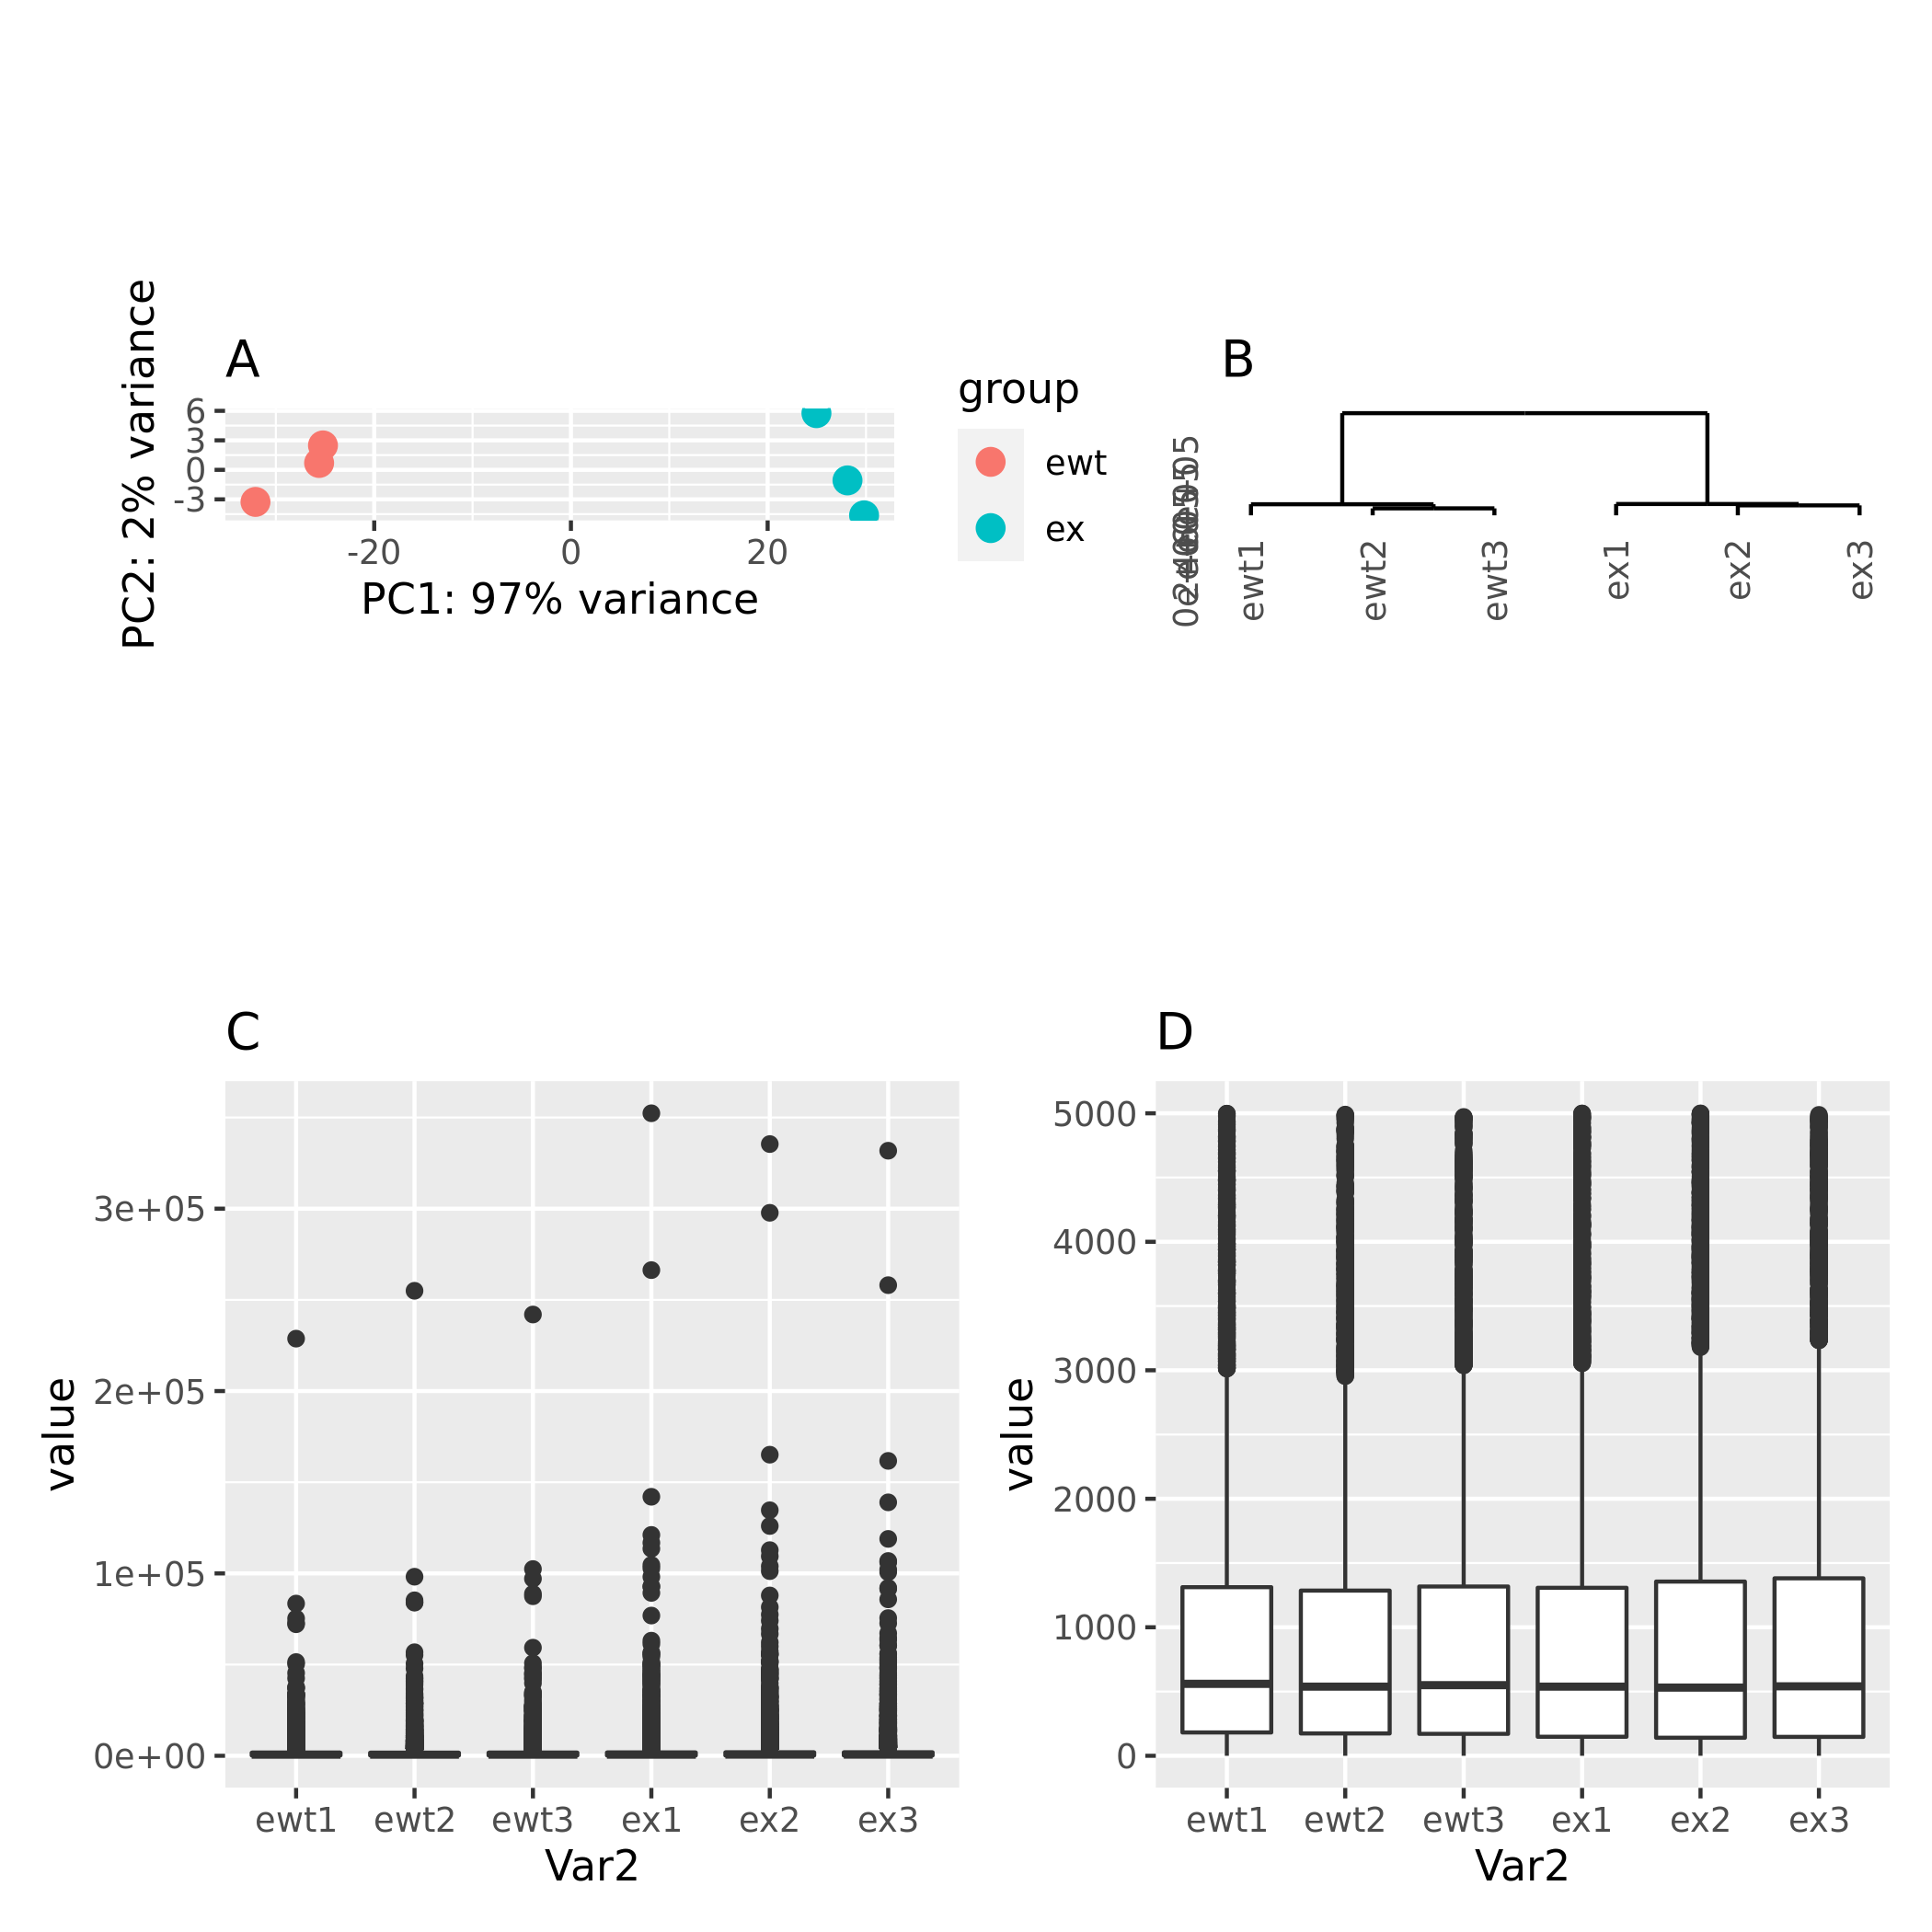 A
PC2: 2% variance
6
3
0
-3
-20 0 20
PC1: 97% variance
group
ewt
ex
B
ewt1 ewt2 ewt3 ex1 ex2 ex3
C
value
3e+05
2e+05
1e+05
0e+00
ewt1 ewt2 ewt3 ex1 ex2 ex3
Var2
D
value
5000
4000
3000
2000
1000
0
ewt1 ewt2 ewt3 ex1 ex2 ex3
Var2